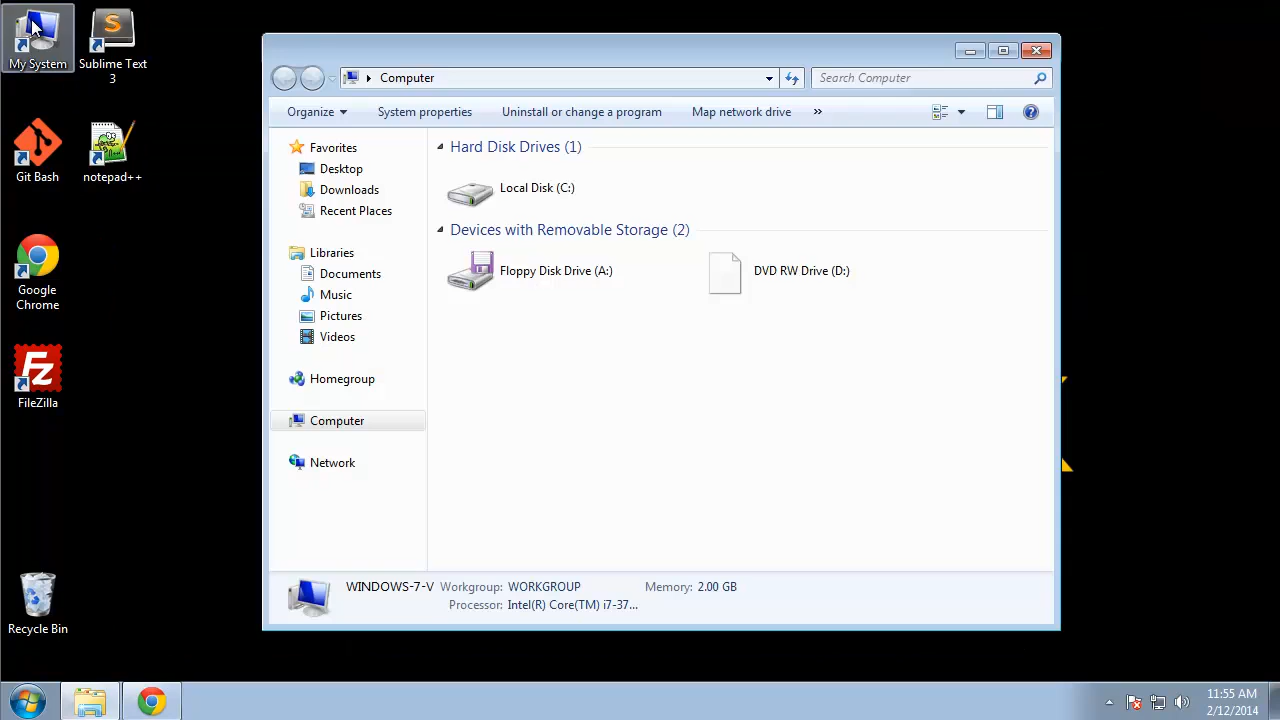 My System
Sublime Text
3
Git Bash
notepad++
Google
Chrome
FileZilla
Recycle Bin
Computer
Search Computer
Organize
System properties
Uninstall or change a program
Map network drive
»
Favorites
Desktop
Downloads
Recent Places
Libraries
Documents
Music
Pictures
Videos
Homegroup
Computer
Network
Hard Disk Drives (1)
Local Disk (C:)
Devices with Removable Storage (2)
Floppy Disk Drive (A:)
DVD RW Drive (D:)
WINDOWS-7-V Workgroup: WORKGROUP Memory: 2.00 GB
Processor: Intel(R) Core(TM) i7-37...
11:55 AM
2/12/2014